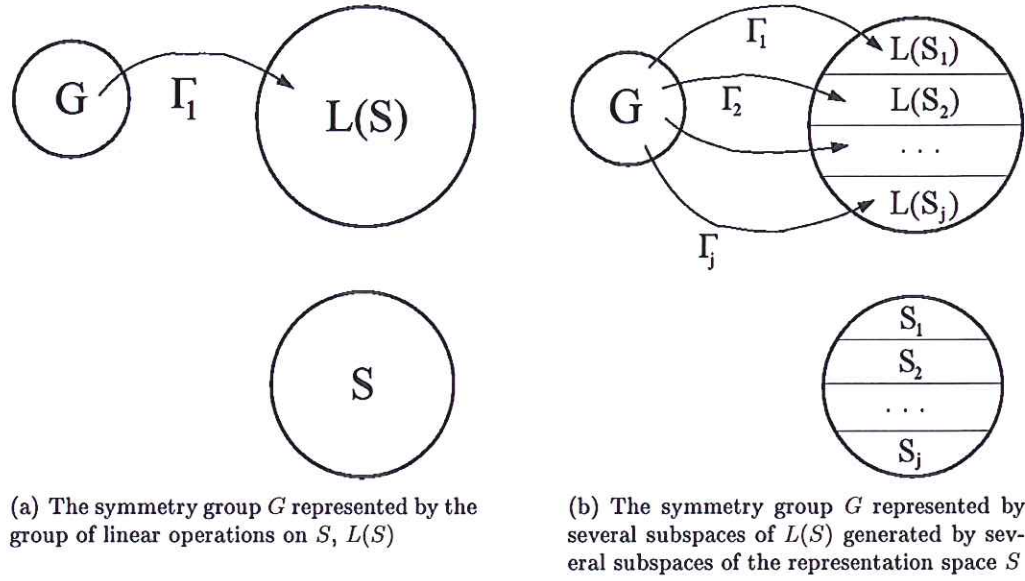 G
Γ₁
L(S)
S
(a) The symmetry group G represented by the
group of linear operations on S, L(S)
G
Γ₁
Γ₂
Γⱼ
L(S₁)
L(S₂)
. . .
L(Sⱼ)
S₁
S₂
. . .
Sⱼ
(b) The symmetry group G represented by
several subspaces of L(S) generated by sev-
eral subspaces of the representation space S